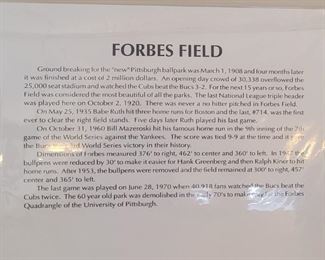 FORBES FIELD
Ground breaking for the "new" Pittsburgh ballpark was March 1, 1908 and four months later
it was finished at a cost of 2 million dollars. An opening day crowd of 30,338 overflowed the
25,000 seat stadium and watched the Cubs beat the Bucs 3-2. For the next 15 years or so, Forbes
Field was considered the most beautiful of all the parks. The last National League triple header
was played here on October 2, 1920. There was never a no hitter pitched in Forbes Field.
On May 25, 1935 Babe Ruth hit three home runs for Boston and the last, #714, was the first
ever to clear the right field stands. Five days later Ruth played his last game.
On October 31, 1960 Bill Mazeroski hit his famous home run in the 9th inning of the 7th
game of the World Series against the Yankees. The score was tied 9-9 at the time and it
the Bucs World Series victory in their history.
Dimensions of Forbes measured 376' to right, 462' to center and 360' to left. In 1947 the
bullpens were reduced by 30' to make it easier for Hank Greenberg and then Ralph Kiner to hit
home runs. After 1953, the bullpens were removed and the field remained at 300' to right, 457'
center and 365' to left.
The last game was played on June 28, 1970 when 40,918 fans watched the Bucs beat the
Cubs twice. The 60 year old park was demolished in the early 70's to make way for the Forbes
Quadrangle of the University of Pittsburgh.